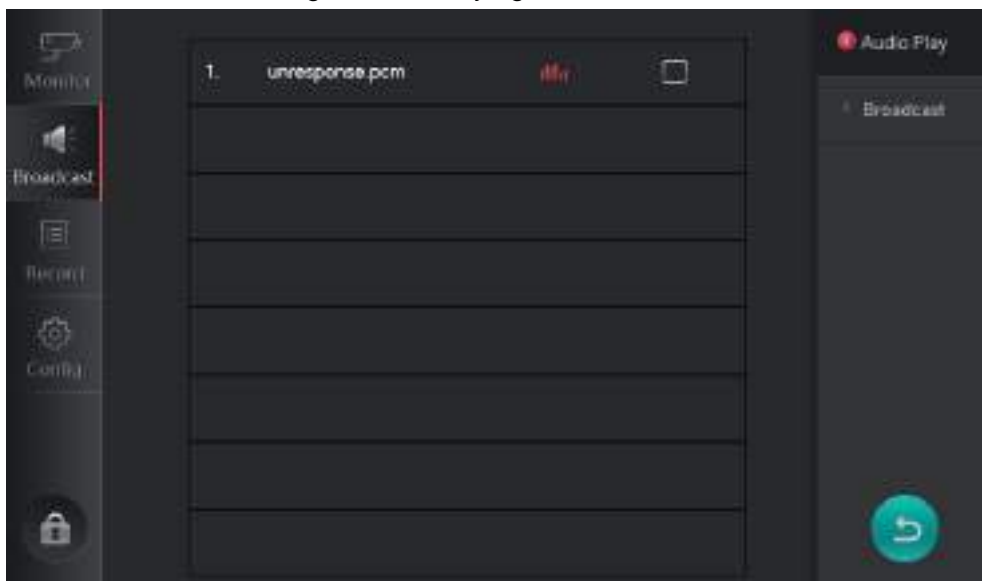 Monitor
Broadcast
Record
Config
1. unresponse.pcm
Audio Play
Broadcast